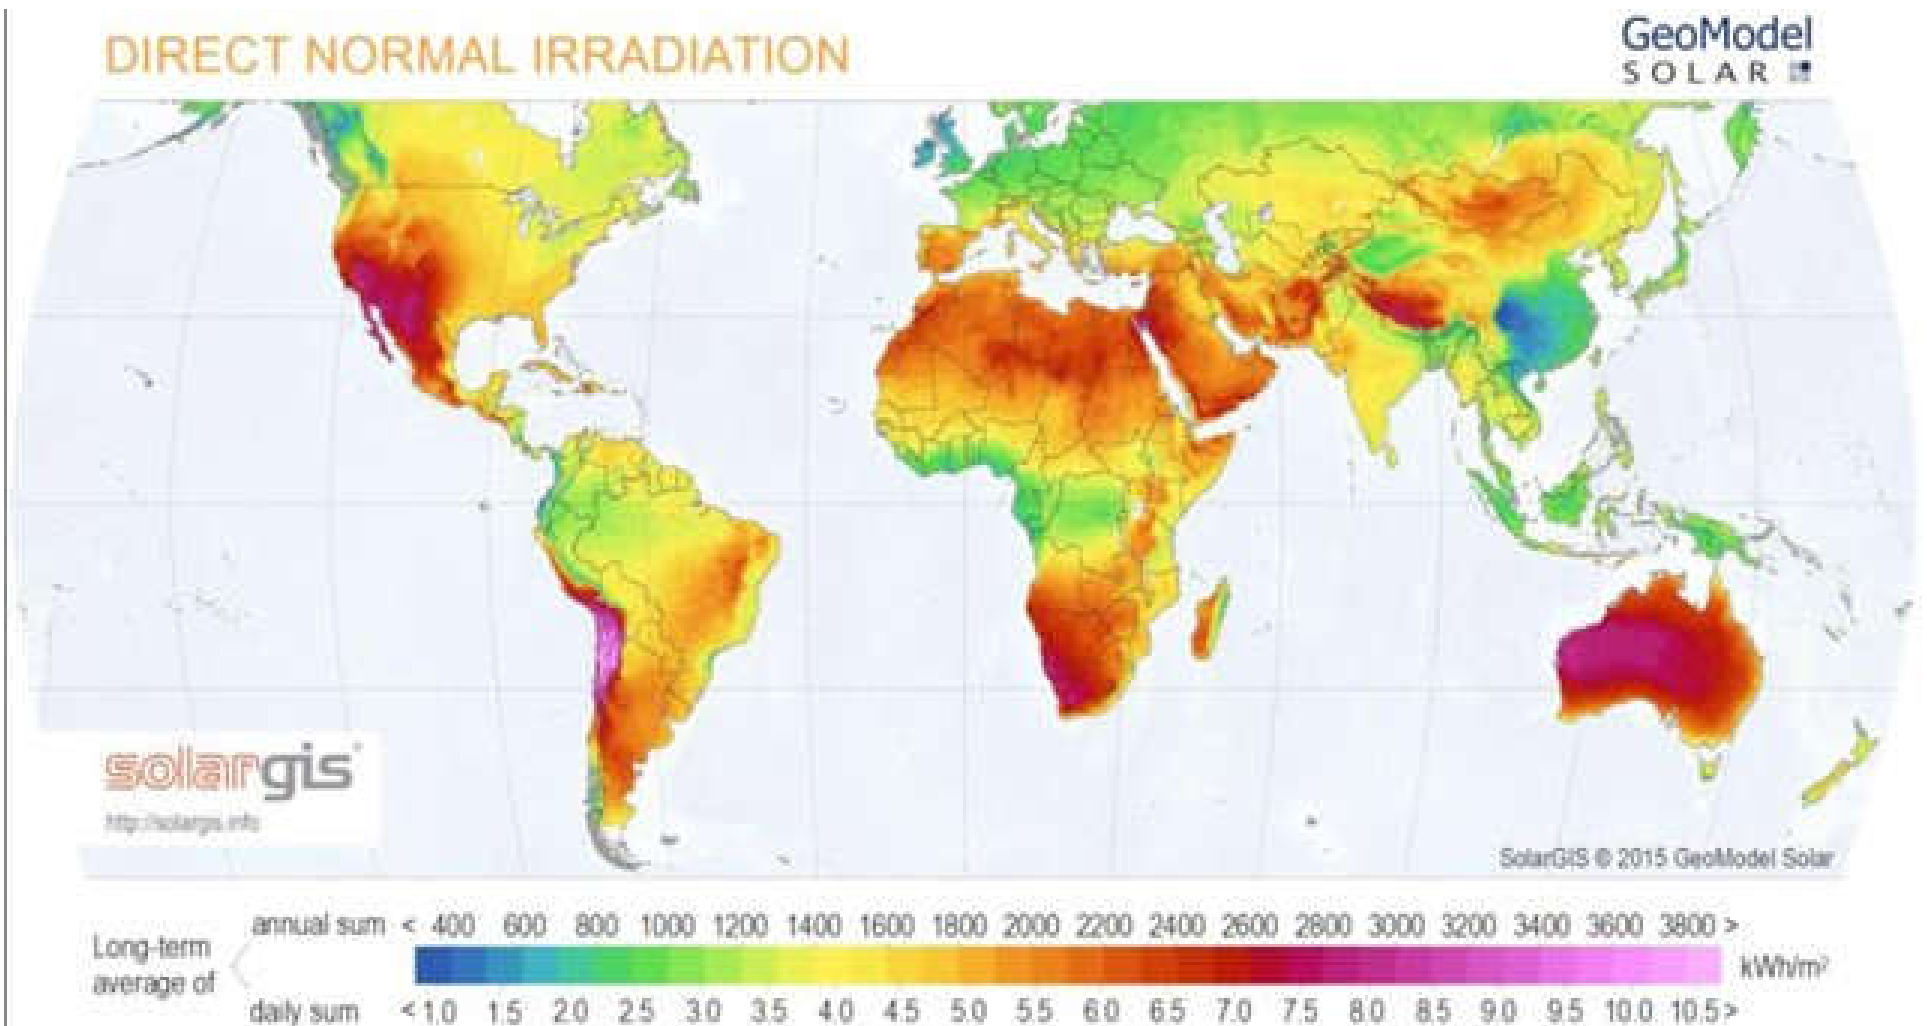 DIRECT NORMAL IRRADIATION
GeoModel
SOLAR
solargis
http://solargis.info
SolarGIS © 2015 GeoModel Solar
Long-term average of
annual sum < 400 600 800 1000 1200 1400 1600 1800 2000 2200 2400 2600 2800 3000 3200 3400 3600 3800 >
kWh/m²
daily sum < 1.0 1.5 2.0 2.5 3.0 3.5 4.0 4.5 5.0 5.5 6.0 6.5 7.0 7.5 8.0 8.5 9.0 9.5 10.0 10.5 >